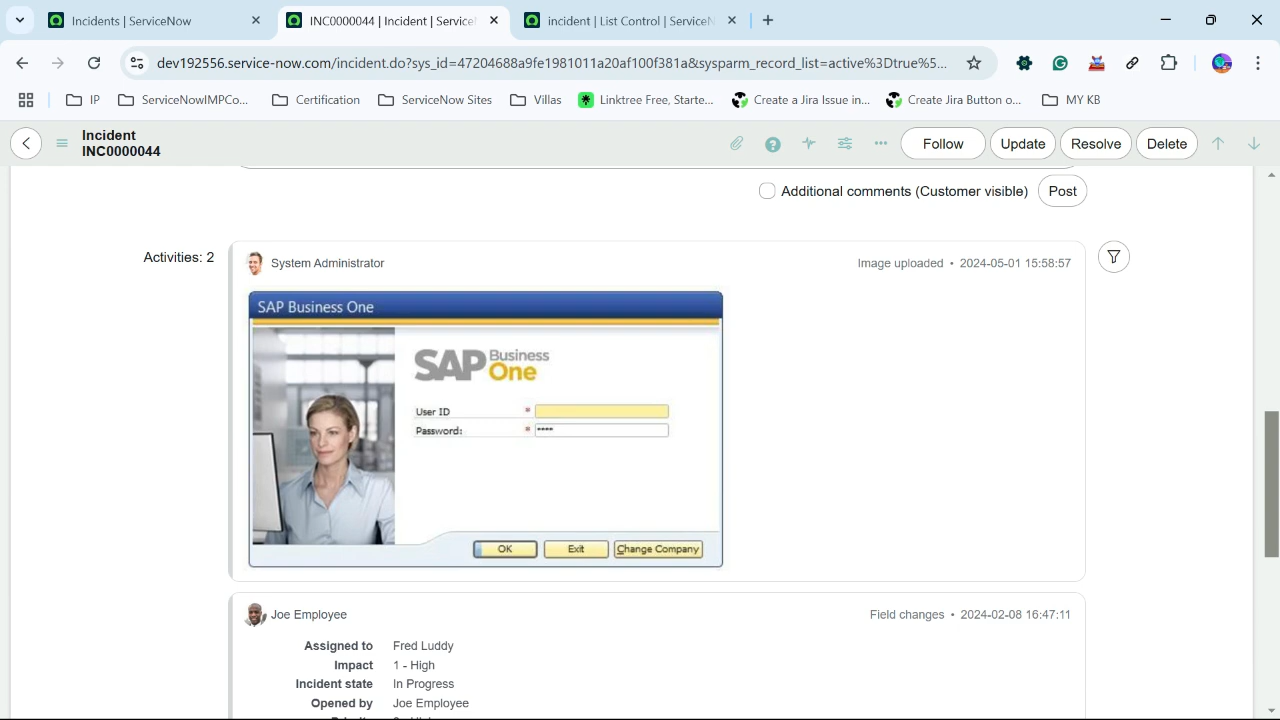 Incidents | ServiceNow
INC0000044 | Incident | Service
incident | List Control | Service
dev192556.service-now.com/incident.do?sys_id=472046883bfe1981011a20af100f381a&sysparm_record_list=active%3Dtrue%5...
IP
ServiceNowIMPCo...
Certification
ServiceNow Sites
Villas
Linktree Free, Starte...
Create a Jira Issue in...
Create Jira Button o...
MY KB
Incident
INC0000044
Follow
Update
Resolve
Delete
Additional comments (Customer visible)
Post
Activities: 2
System Administrator
Image uploaded • 2024-05-01 15:58:57
SAP Business One
SAP Business One
User ID
Password:
****
OK
Exit
Change Company
Joe Employee
Field changes • 2024-02-08 16:47:11
Assigned to Fred Luddy
Impact 1 - High
Incident state In Progress
Opened by Joe Employee